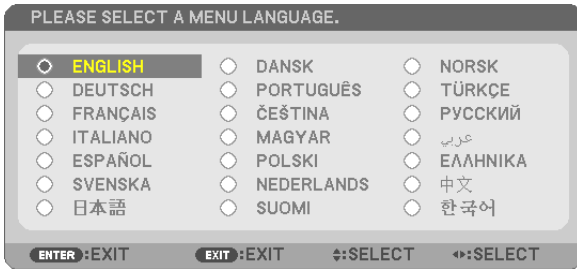 PLEASE SELECT A MENU LANGUAGE.
ENGLISH DANSK NORSK
DEUTSCH PORTUGUÊS TÜRKÇE
FRANÇAIS ČEŠTINA РУССКИЙ
ITALIANO MAGYAR عربي
ESPAÑOL POLSKI ΕΛΛΗΝΙΚΑ
SVENSKA NEDERLANDS 中文
日本語 SUOMI 한국어
ENTER :EXIT EXIT :EXIT :SELECT :SELECT